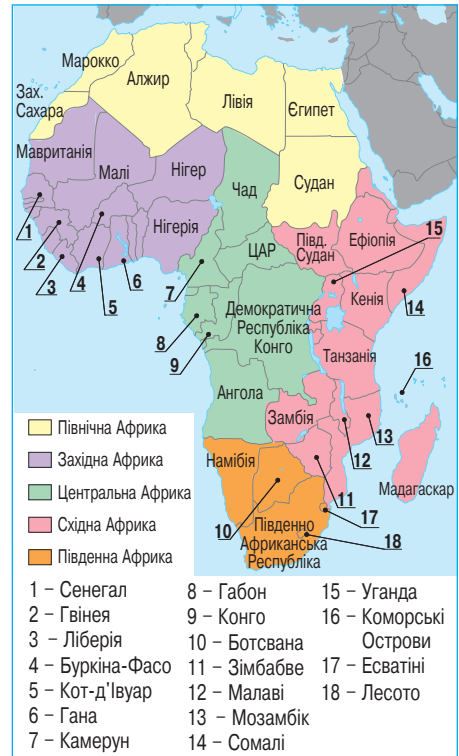 Марокко
Алжир
Лівія
Єгипет
Зах.
Сахара
Мавританія
Малі
Нігер
Чад
Судан
Нігерія
ЦАР
Півд.
Судан
Ефіопія
15
1
2
3
4
5
6
7
8
9
Демократична
Республіка
Конго
Кенія
14
Танзанія
16
Ангола
Замбія
13
12
Мадагаскар
Намібія
11
10
17
18
Південно
Африканська
Республіка
Північна Африка
Західна Африка
Центральна Африка
Східна Африка
Південна Африка
1 – Сенегал
2 – Гвінея
3 – Ліберія
4 – Буркіна-Фасо
5 – Кот-д'Івуар
6 – Гана
7 – Камерун
8 – Габон
9 – Конго
10 – Ботсвана
11 – Зімбабве
12 – Малаві
13 – Мозамбік
14 – Сомалі
15 – Уганда
16 – Коморські
Острови
17 – Есватіні
18 – Лесото